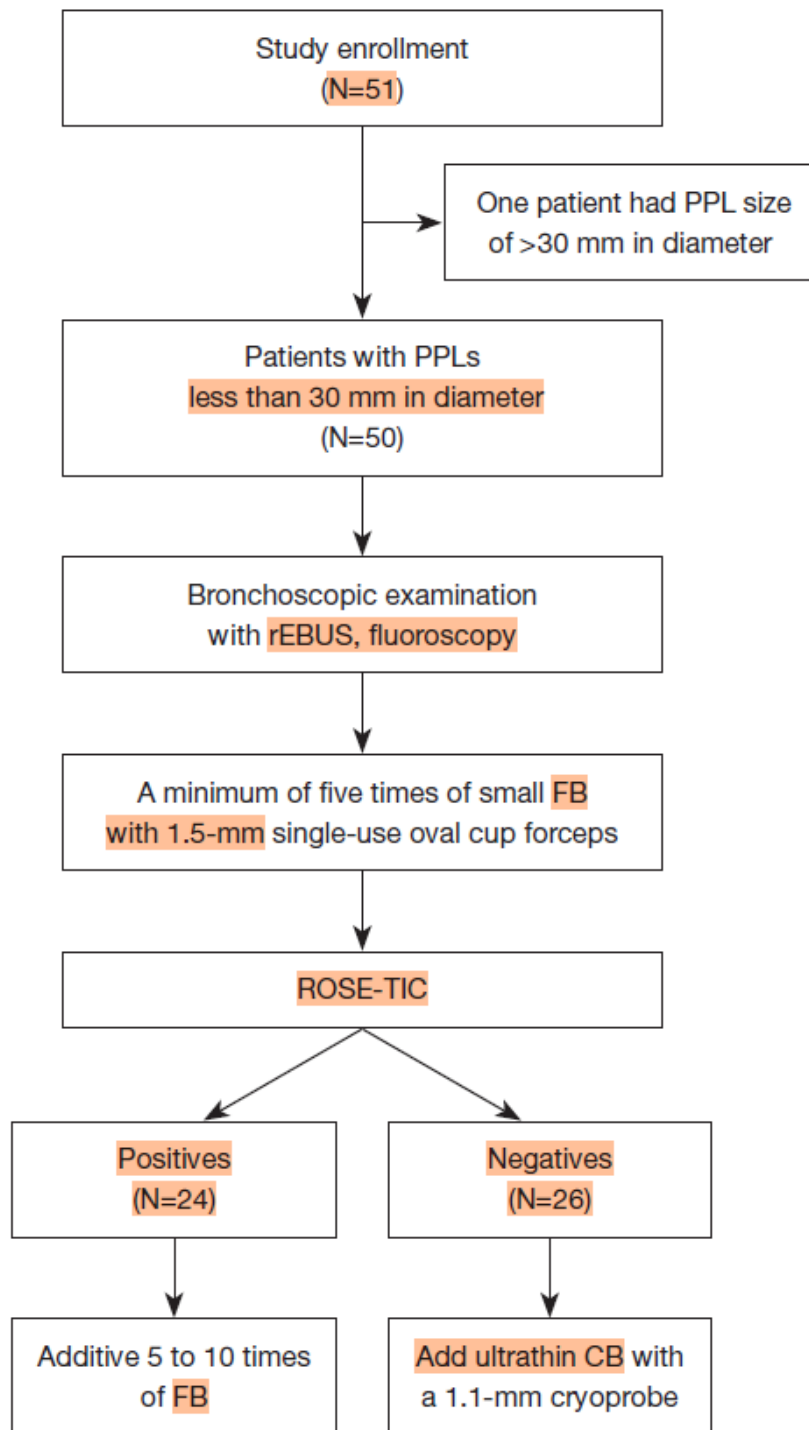 Study enrollment
(N=51)
One patient had PPL size
of >30 mm in diameter
Patients with PPLs
less than 30 mm in diameter
(N=50)
Bronchoscopic examination
with rEBUS, fluoroscopy
A minimum of five times of small FB
with 1.5-mm single-use oval cup forceps
ROSE-TIC
Positives
(N=24)
Negatives
(N=26)
Additive 5 to 10 times
of FB
Add ultrathin CB with
a 1.1-mm cryoprobe